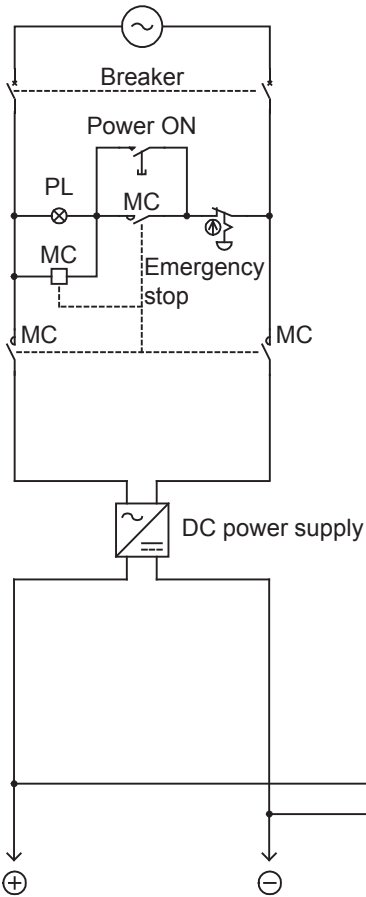 Breaker
Power ON
PL
MC
MC
Emergency
stop
MC
MC
DC power supply